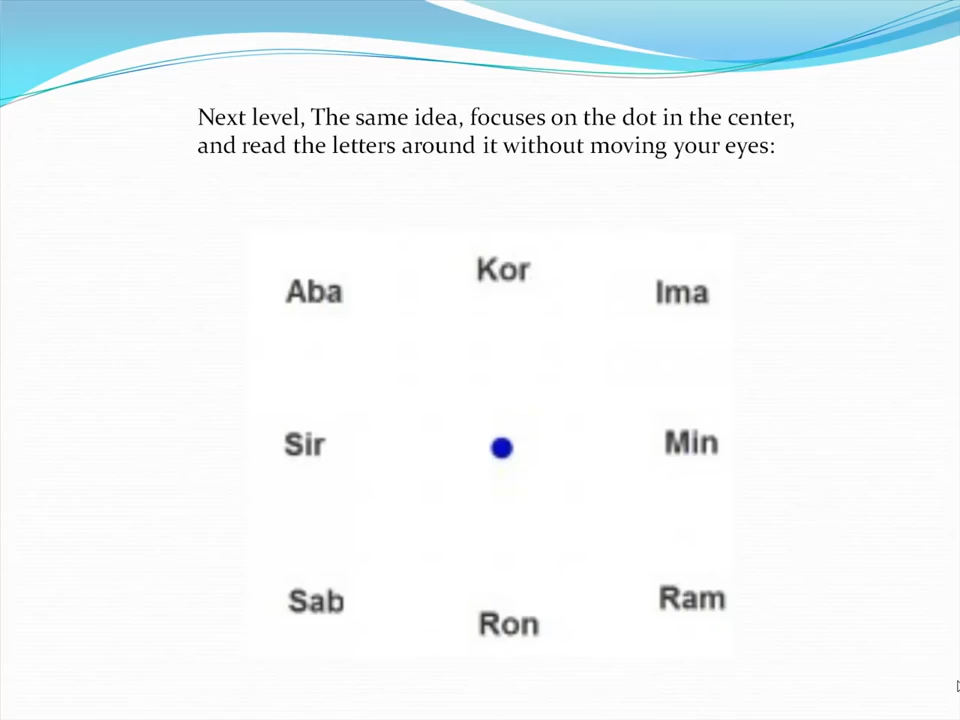 Next level, The same idea, focuses on the dot in the center,
and read the letters around it without moving your eyes:
Kor
Aba
Ima
Sir
Min
Sab
Ram
Ron